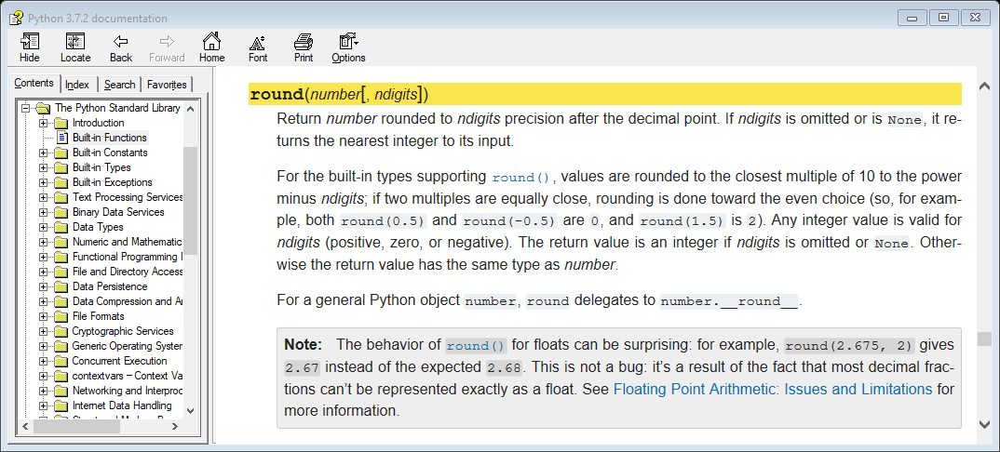 Python 3.7.2 documentation
Hide Locate Back Forward Home Font Print Options
Contents Index Search Favorites
The Python Standard Library
Introduction
Built-in Functions
Built-in Constants
Built-in Types
Built-in Exceptions
Text Processing Services
Binary Data Services
Data Types
Numeric and Mathematic
Functional Programming
File and Directory Access
Data Persistence
Data Compression and Ar
File Formats
Cryptographic Services
Generic Operating System
Concurrent Execution
contextvars – Context Va
Networking and Interproc
Internet Data Handling
round(number[, ndigits])
Return number rounded to ndigits precision after the decimal point. If ndigits is omitted or is None, it re-
turns the nearest integer to its input.
For the built-in types supporting round(), values are rounded to the closest multiple of 10 to the power
minus ndigits; if two multiples are equally close, rounding is done toward the even choice (so, for exam-
ple, both round(0.5) and round(-0.5) are 0, and round(1.5) is 2). Any integer value is valid for
ndigits (positive, zero, or negative). The return value is an integer if ndigits is omitted or None. Other-
wise the return value has the same type as number.
For a general Python object number, round delegates to number.__round__.
Note: The behavior of round() for floats can be surprising: for example, round(2.675, 2) gives
2.67 instead of the expected 2.68. This is not a bug: it’s a result of the fact that most decimal frac-
tions can’t be represented exactly as a float. See Floating Point Arithmetic: Issues and Limitations for
more information.